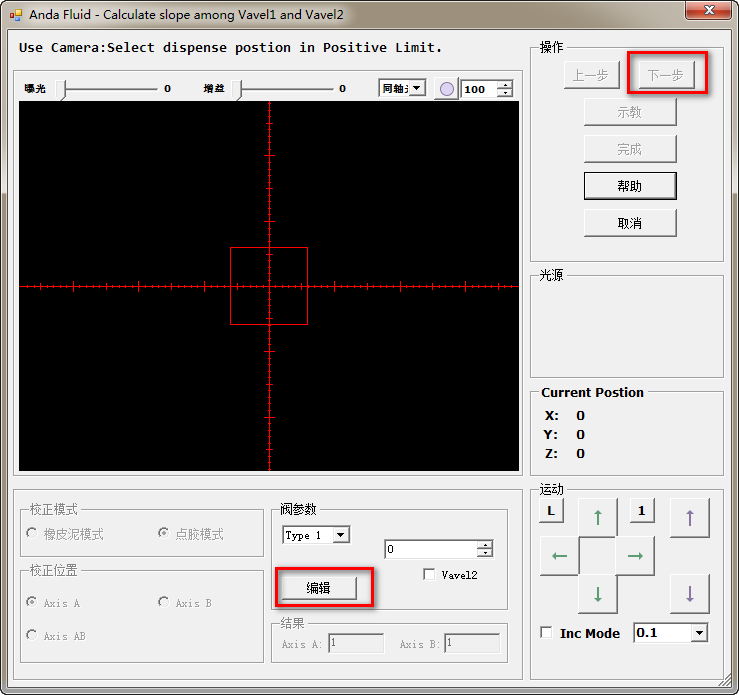 Anda Fluid - Calculate slope among Vavel1 and Vavel2
Use Camera:Select dispense postion in Positive Limit.
曝光 0 增益 0 100
操作
上一步 下一步
示教
完成
帮助
取消
光源
Current Postion
X: 0
Y: 0
Z: 0
校正模式
橡皮泥模式 点胶模式
校正位置
Axis A Axis B
Axis AB
阀参数
Type 1
0
Vavel2
编辑
结果
Axis A: 1 Axis B: 1
运动
L 1
Inc Mode 0.1